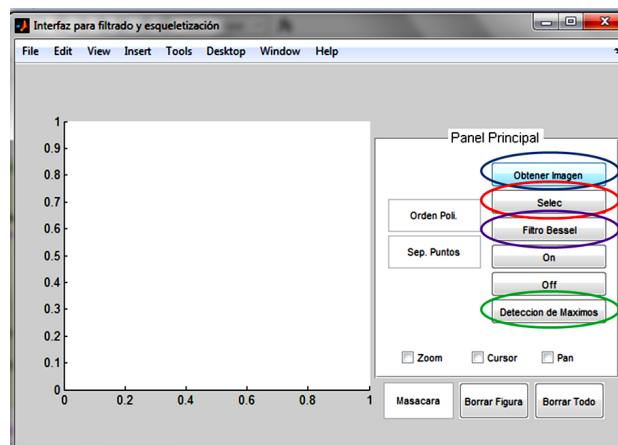 Interfaz para filtrado y esqueletización
File Edit View Insert Tools Desktop Window Help
Panel Principal
Obtener Imagen
Selec
Orden Poli.
Filtro Bessel
Sep. Puntos
On
Off
Deteccion de Maximos
Zoom Cursor Pan
Masacara Borrar Figura Borrar Todo
1
0.9
0.8
0.7
0.6
0.5
0.4
0.3
0.2
0.1
0
0 0.2 0.4 0.6 0.8 1